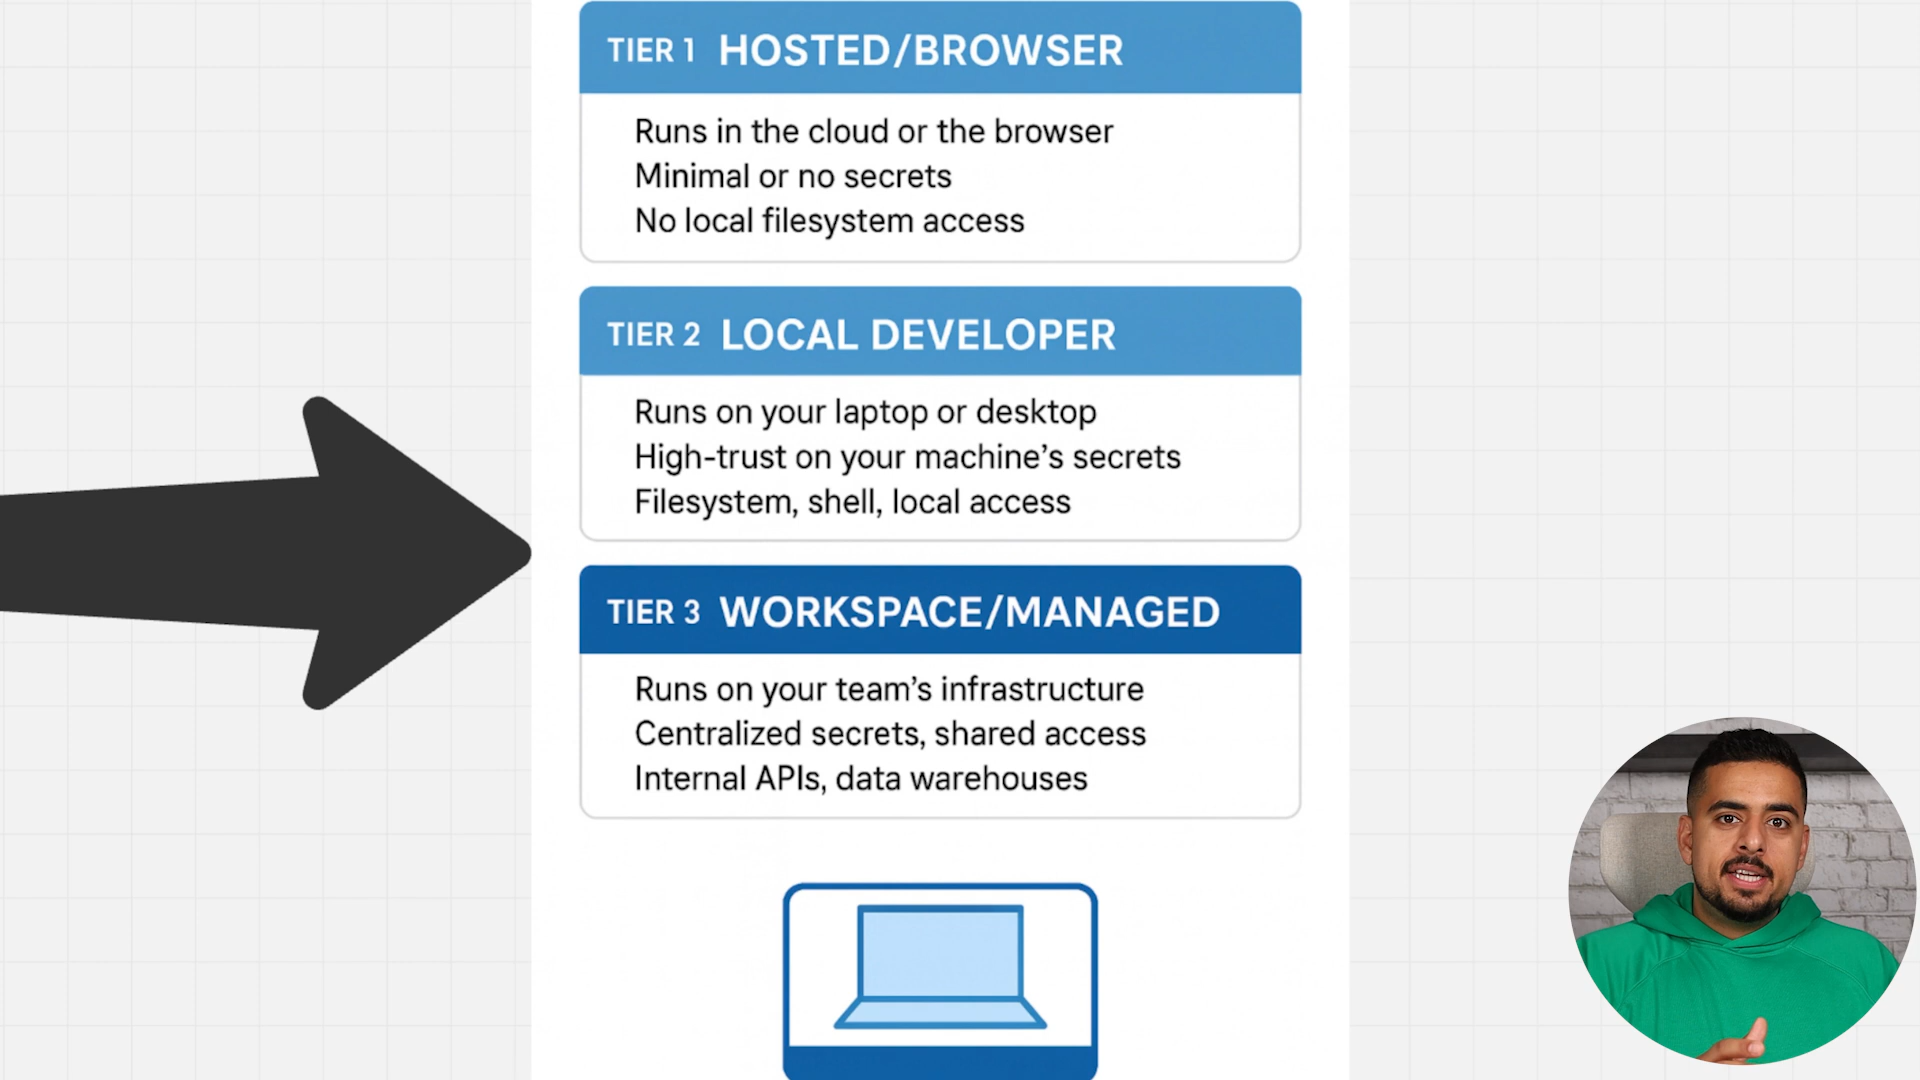 TIER 1 HOSTED/BROWSER
Runs in the cloud or the browser
Minimal or no secrets
No local filesystem access
TIER 2 LOCAL DEVELOPER
Runs on your laptop or desktop
High-trust on your machine’s secrets
Filesystem, shell, local access
TIER 3 WORKSPACE/MANAGED
Runs on your team’s infrastructure
Centralized secrets, shared access
Internal APIs, data warehouses